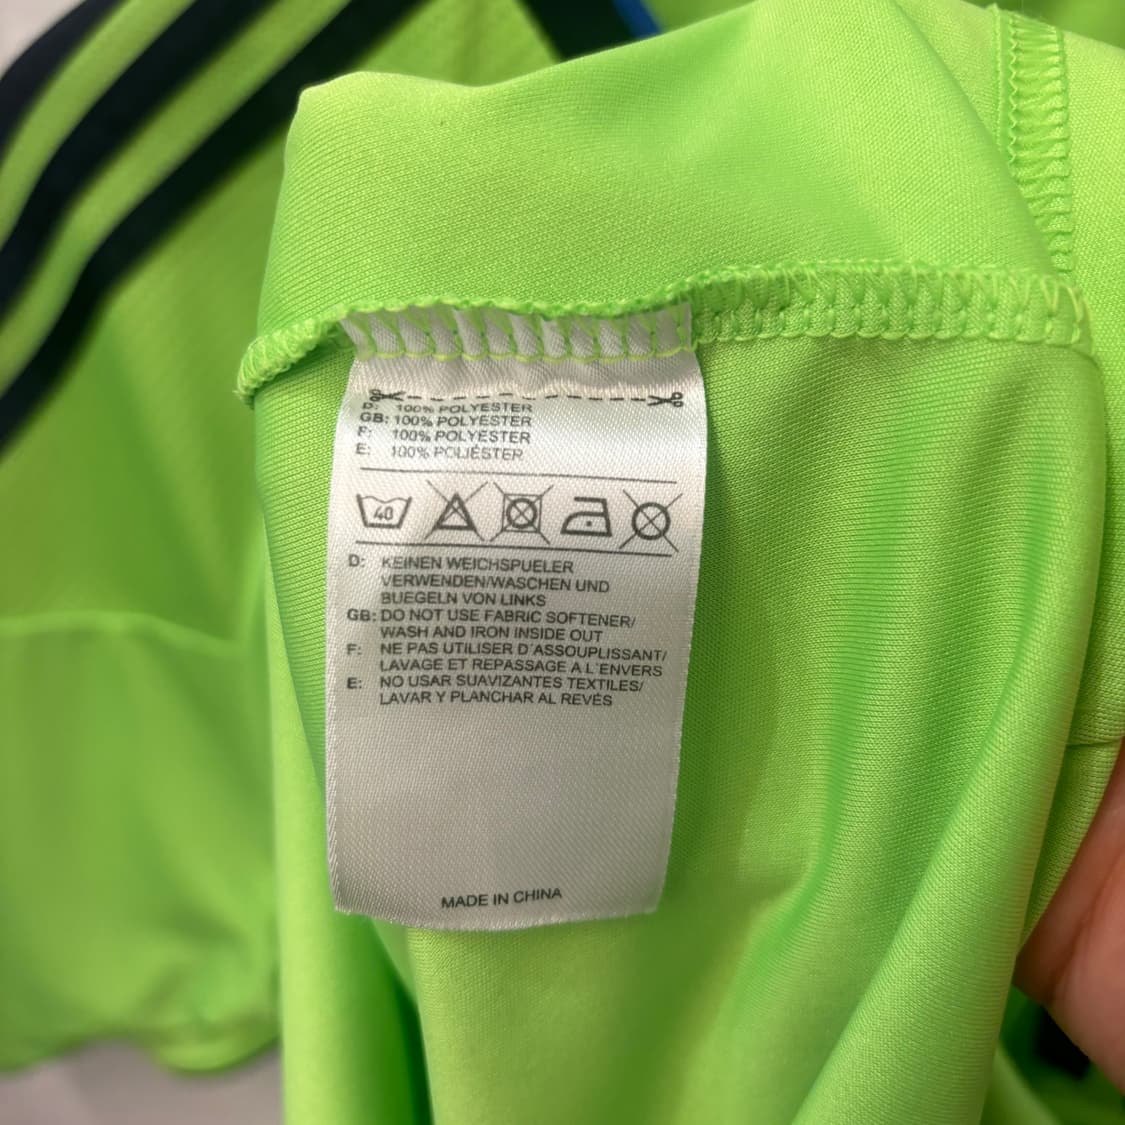 D: 100% POLYESTER
GB: 100% POLYESTER
F: 100% POLYESTER
E: 100% POLIÉSTER
40
D: KEINEN WEICHSPUELER
VERWENDEN/WASCHEN UND
BUEGELN VON LINKS
GB: DO NOT USE FABRIC SOFTENER/
WASH AND IRON INSIDE OUT
F: NE PAS UTILISER D´ASSOUPLISSANT/
LAVAGE ET REPASSAGE A L´ENVERS
E: NO USAR SUAVIZANTES TEXTILES/
LAVAR Y PLANCHAR AL REVÉS
MADE IN CHINA